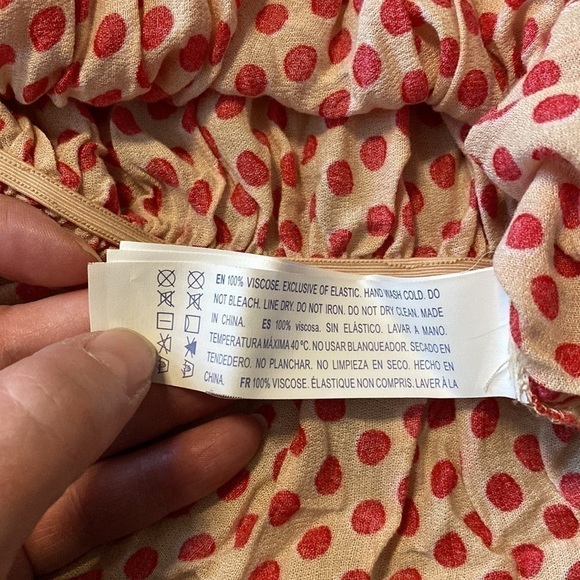 EN 100% VISCOSE. EXCLUSIVE OF ELASTIC. HAND WASH COLD. DO
NOT BLEACH. LINE DRY. DO NOT IRON. DO NOT DRY CLEAN. MADE
IN CHINA. ES 100% viscosa. SIN ELÁSTICO. LAVAR A MANO.
TEMPERATURA MÁXIMA 40 ºC. NO USAR BLANQUEADOR. SECADO EN
TENDEDERO. NO PLANCHAR. NO LIMPIEZA EN SECO. HECHO EN
CHINA. FR 100% VISCOSE. ÉLASTIQUE NON COMPRIS. LAVER À LA